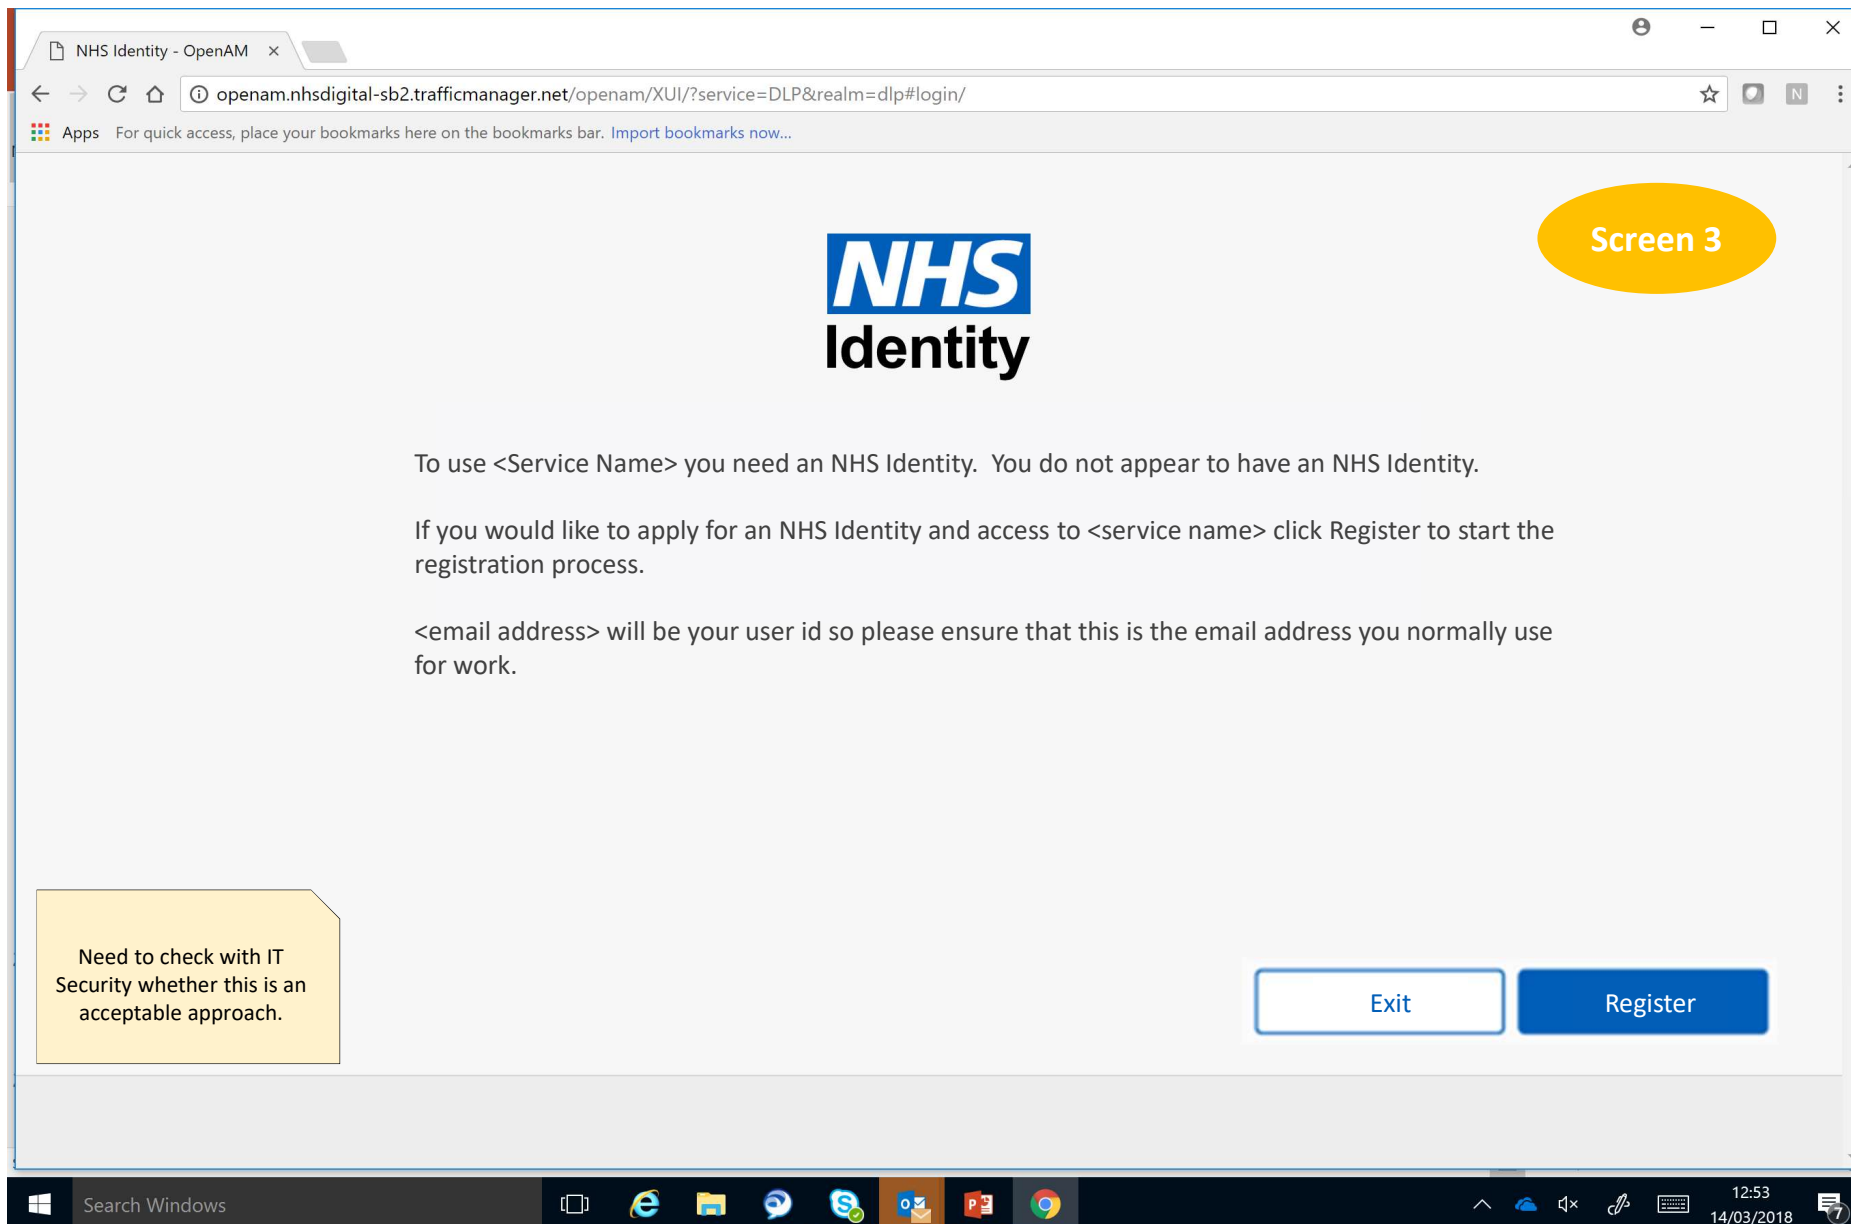 NHS Identity - OpenAM
openam.nhsdigital-sb2.trafficmanager.net/openam/XUI/?service=DLP&realm=dlp#login/
N
Apps For quick access, place your bookmarks here on the bookmarks bar. Import bookmarks now...
Screen 3
NHS
Identity
To use <Service Name> you need an NHS Identity.  You do not appear to have an NHS Identity.
If you would like to apply for an NHS Identity and access to <service name> click Register to start the
registration process.
<email address> will be your user id so please ensure that this is the email address you normally use
for work.
Need to check with IT
Security whether this is an
acceptable approach.
Exit
Register
Search Windows
12:53
14/03/2018
7